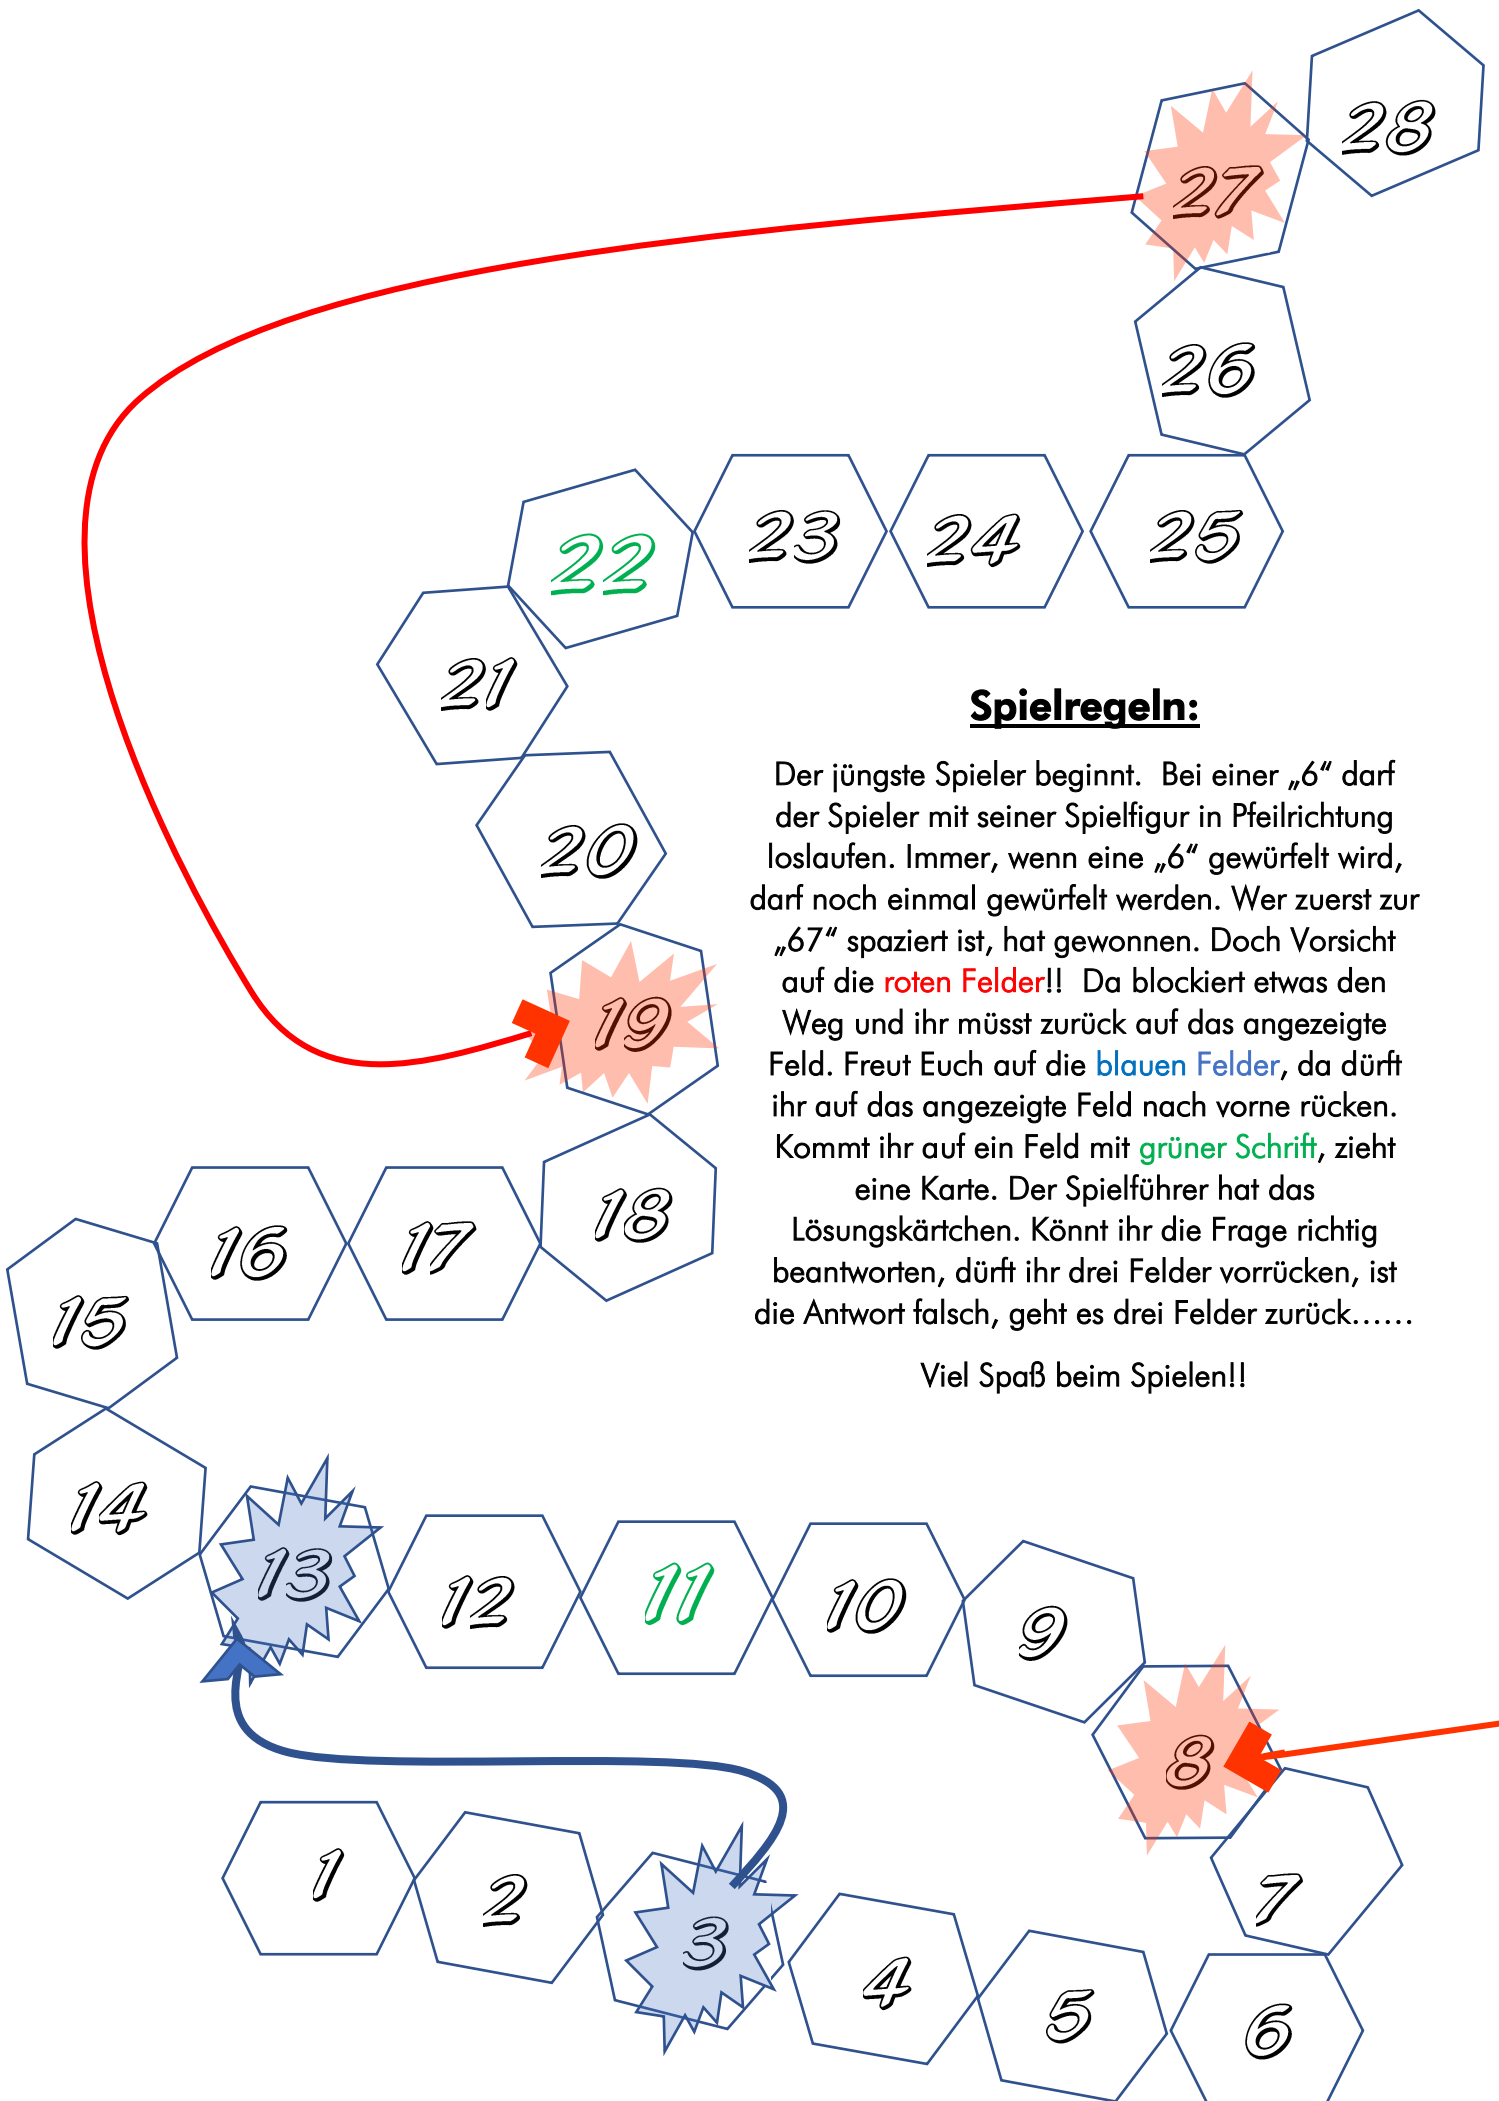 28
27
26
22
23
24
25
21
Spielregeln:
Der jüngste Spieler beginnt.  Bei einer „6“ darf
der Spieler mit seiner Spielfigur in Pfeilrichtung
loslaufen. Immer, wenn eine „6“ gewürfelt wird,
darf noch einmal gewürfelt werden. Wer zuerst zur
„67“ spaziert ist, hat gewonnen. Doch Vorsicht
auf die roten Felder!!  Da blockiert etwas den
Weg und ihr müsst zurück auf das angezeigte
Feld. Freut Euch auf die blauen Felder, da dürft
ihr auf das angezeigte Feld nach vorne rücken.
Kommt ihr auf ein Feld mit grüner Schrift, zieht
eine Karte. Der Spielführer hat das
Lösungskärtchen. Könnt ihr die Frage richtig
beantworten, dürft ihr drei Felder vorrücken, ist
die Antwort falsch, geht es drei Felder zurück......
Viel Spaß beim Spielen!!
20
19
18
17
16
15
14
13
12
11
10
9
8
7
1
2
3
4
5
6